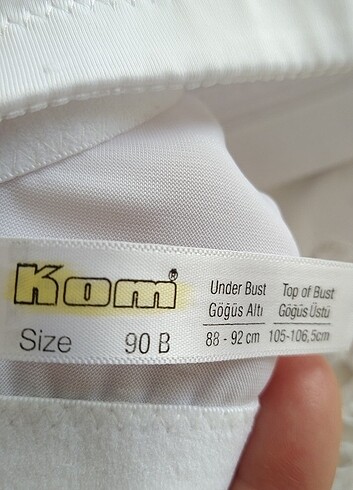 Kom®
Size 90 B
Under Bust
Göğüs Altı
88 - 92 cm
Top of Bust
Göğüs Üstü
105-106,5cm